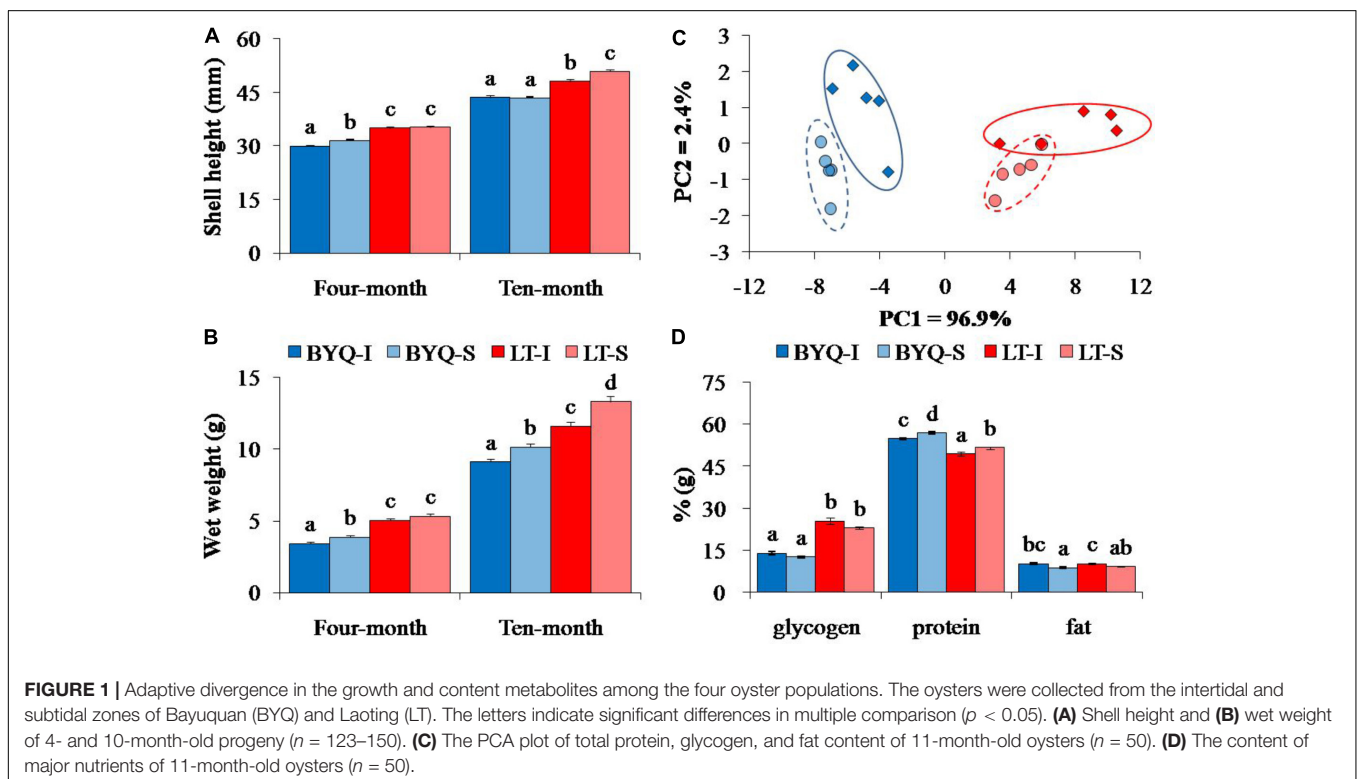 A
60
45
30
15
0
Shell height (mm)
a b c c a a b c
Four-month Ten-month
C
3
2
1
0
-1
-2
-3
PC2 = 2.4%
-12 -8 -4 0 4 8 12
PC1 = 96.9%
B
BYQ-I BYQ-S LT-I LT-S
15
10
5
0
Wet weight (g)
a b c c a b c d
Four-month Ten-month
D
BYQ-I BYQ-S LT-I LT-S
75
60
45
30
15
0
% (g)
a a b b c d a b bc a c ab
glycogen protein fat
FIGURE 1 | Adaptive divergence in the growth and content metabolites among the four oyster populations. The oysters were collected from the intertidal and
subtidal zones of Bayuquan (BYQ) and Laoting (LT). The letters indicate significant differences in multiple comparison (p < 0.05). (A) Shell height and (B) wet weight
of 4- and 10-month-old progeny (n = 123–150). (C) The PCA plot of total protein, glycogen, and fat content of 11-month-old oysters (n = 50). (D) The content of
major nutrients of 11-month-old oysters (n = 50).